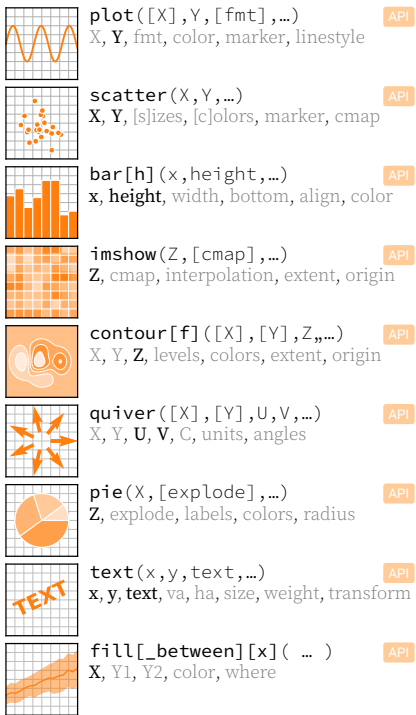 plot([X],Y,[fmt],…) API
X, Y, fmt, color, marker, linestyle
scatter(X,Y,…) API
X, Y, [s]izes, [c]olors, marker, cmap
bar[h](x,height,…) API
x, height, width, bottom, align, color
imshow(Z,[cmap],…) API
Z, cmap, interpolation, extent, origin
contour[f]([X],[Y],Z,,…) API
X, Y, Z, levels, colors, extent, origin
quiver([X],[Y],U,V,…) API
X, Y, U, V, C, units, angles
pie(X,[explode],…) API
Z, explode, labels, colors, radius
TEXT
text(x,y,text,…) API
x, y, text, va, ha, size, weight, transform
fill[_between][x]( … ) API
X, Y1, Y2, color, where